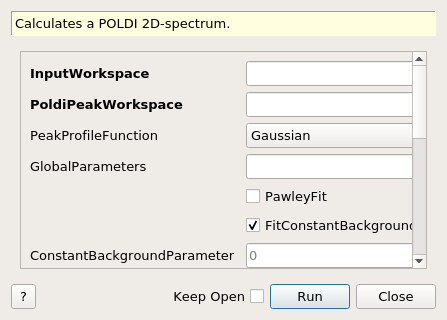 Calculates a POLDI 2D-spectrum.
InputWorkspace
PoldiPeakWorkspace
PeakProfileFunction Gaussian
GlobalParameters
PawleyFit
FitConstantBackground
ConstantBackgroundParameter 0
? Keep Open Run Close